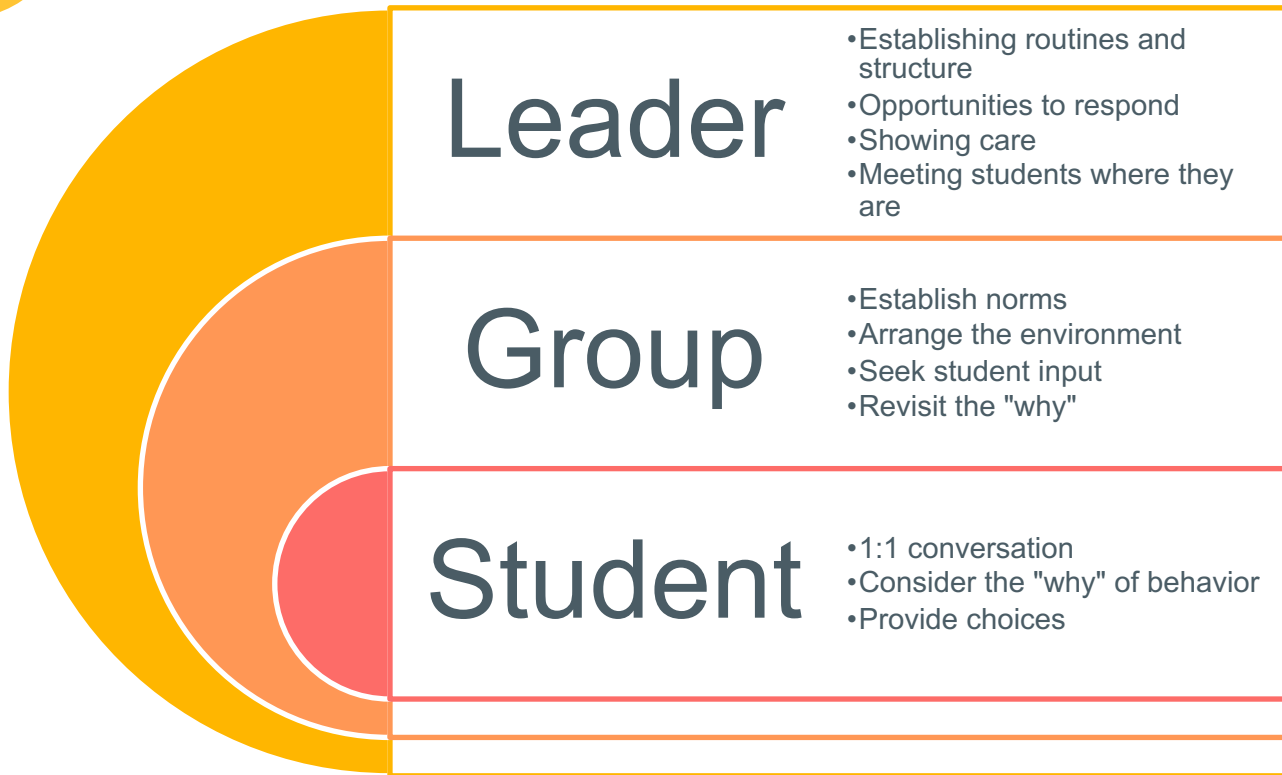 Leader
•Establishing routines and
structure
•Opportunities to respond
•Showing care
•Meeting students where they
are
Group
•Establish norms
•Arrange the environment
•Seek student input
•Revisit the "why"
Student
•1:1 conversation
•Consider the "why" of behavior
•Provide choices